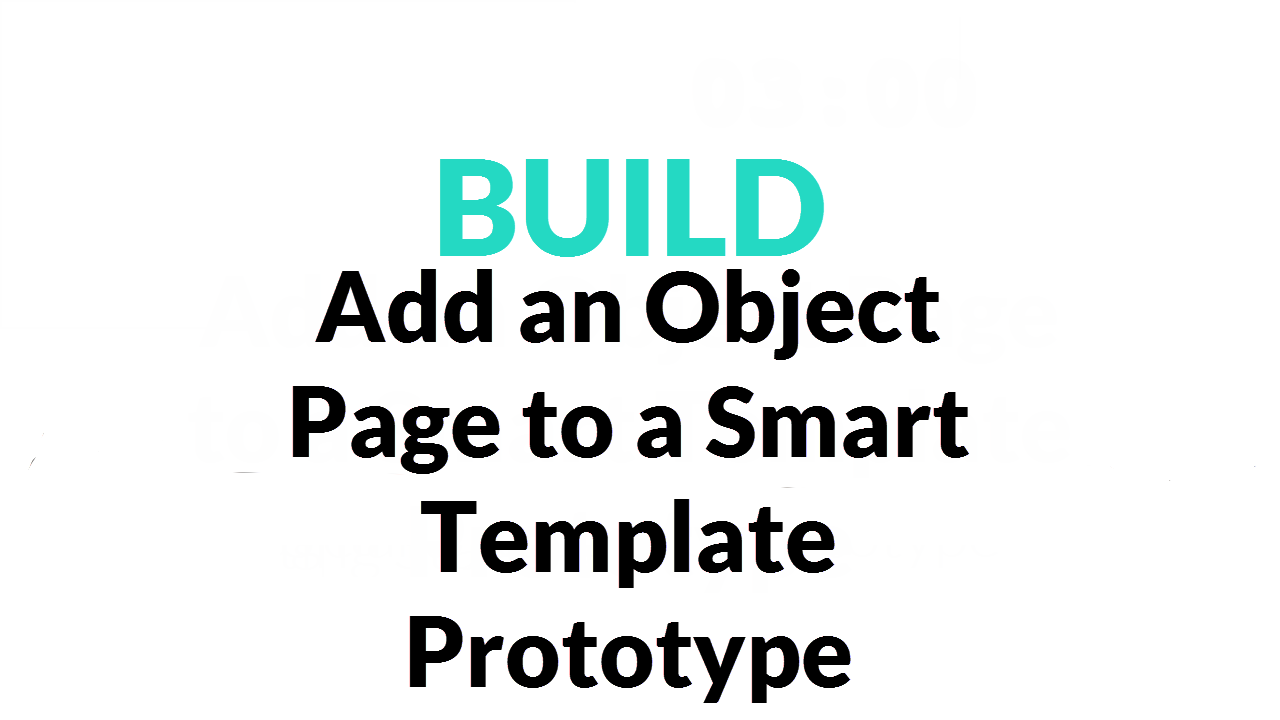 BUILD
Add an Object
Page to a Smart
Template
Prototype